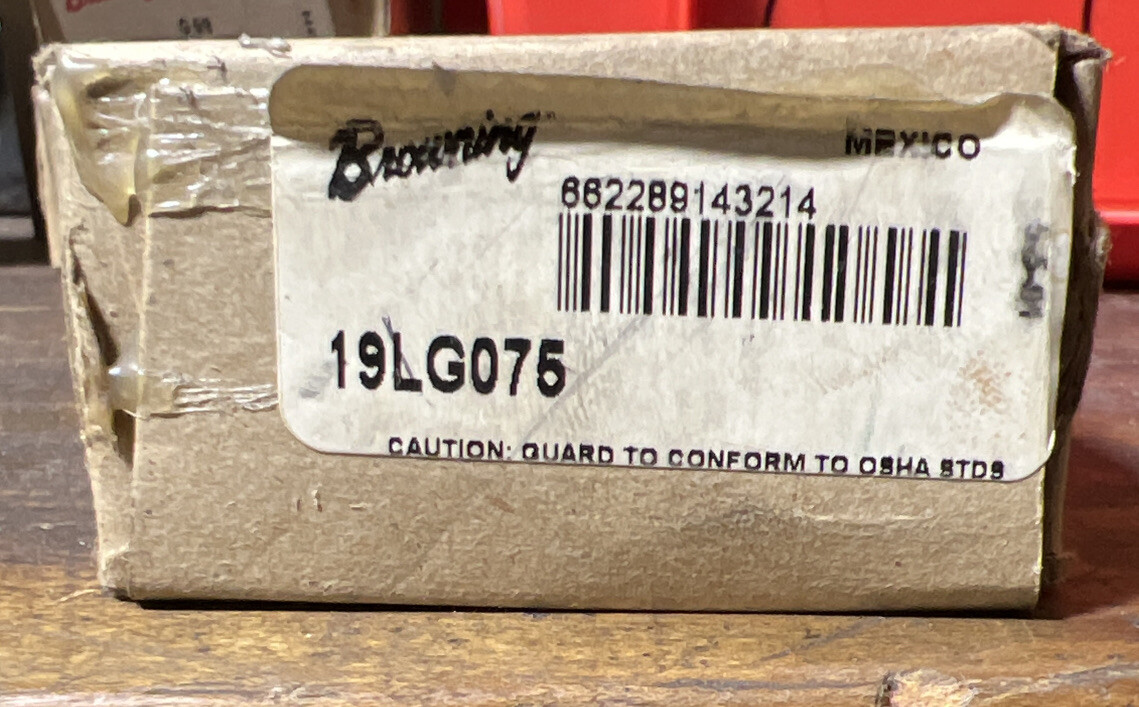 Browning
MEXICO
662289143214
19LG075
CAUTION: GUARD TO CONFORM TO OSHA STDS